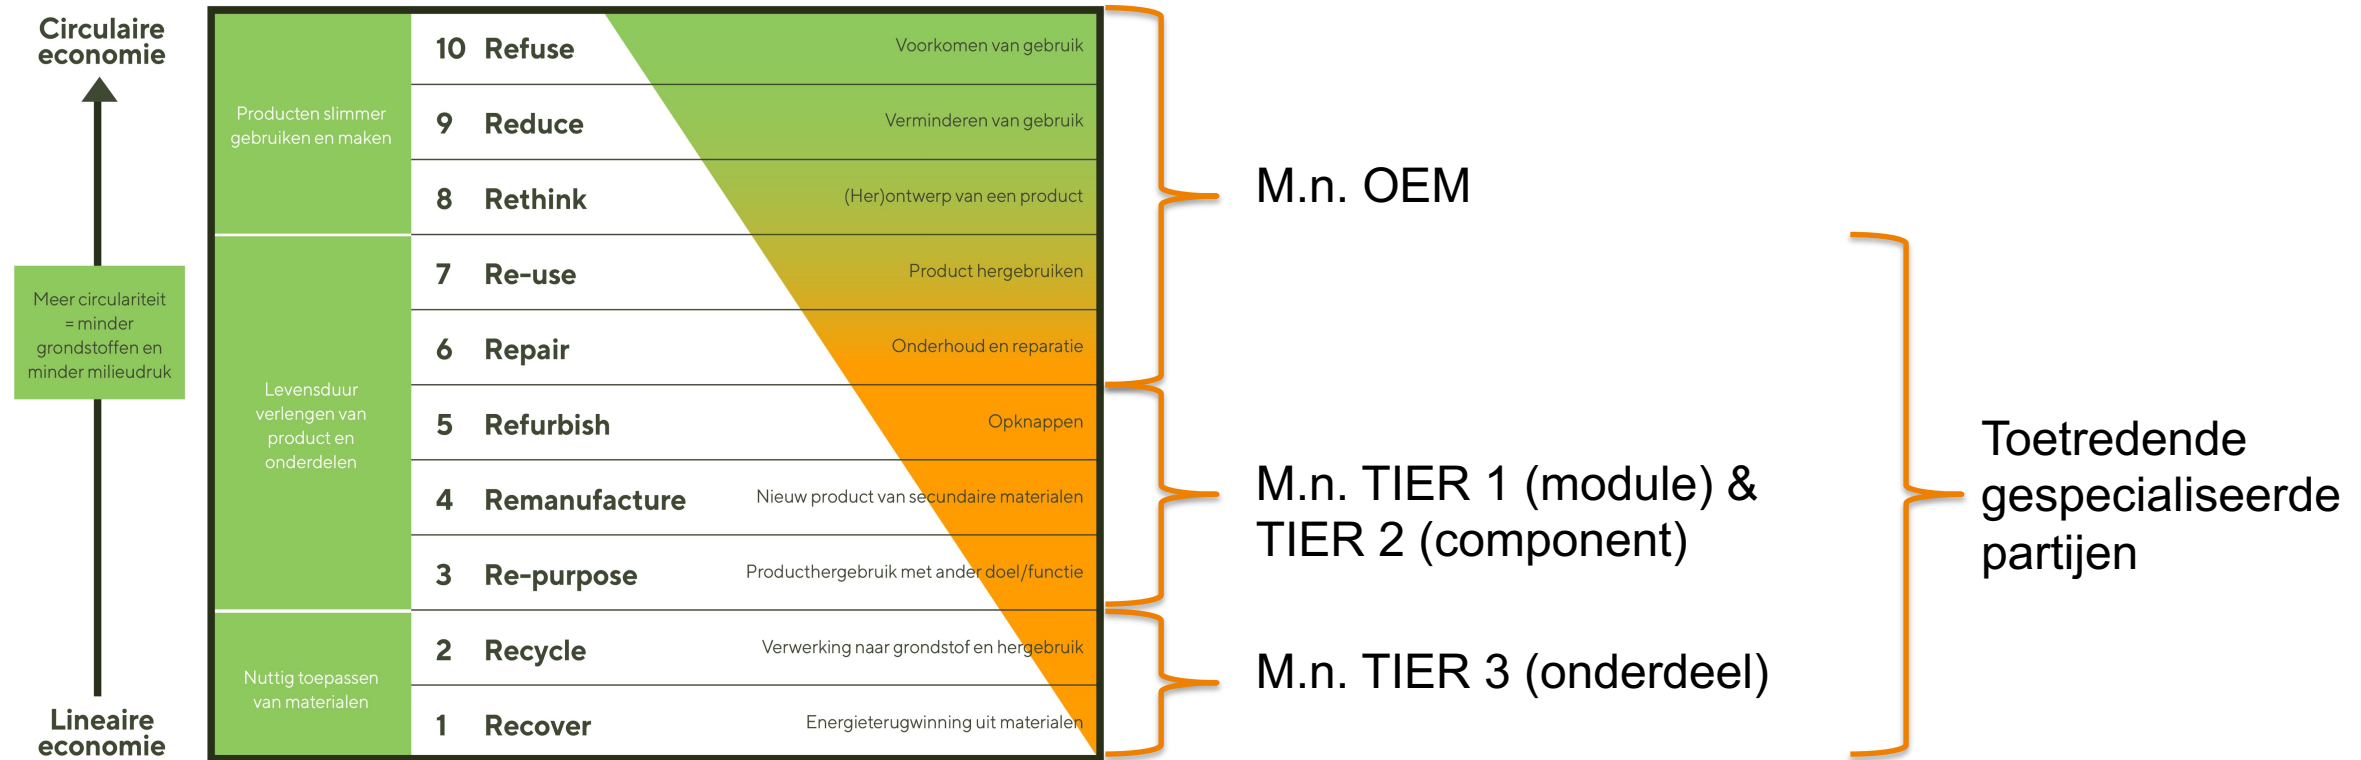 Circulaire
economie
Meer circulariteit
= minder
grondstoffen en
minder milieudruk
Lineaire
economie
Producten slimmer
gebruiken en maken
10 Refuse Voorkomen van gebruik
9 Reduce Verminderen van gebruik
8 Rethink (Her)ontwerp van een product
Levensduur
verlengen van
product en
onderdelen
7 Re-use Product hergebruiken
6 Repair Onderhoud en reparatie
5 Refurbish Opknappen
4 Remanufacture Nieuw product van secundaire materialen
3 Re-purpose Producthergebruik met ander doel/functie
Nuttig toepassen
van materialen
2 Recycle Verwerking naar grondstof en hergebruik
1 Recover Energieterugwinning uit materialen
M.n. OEM
M.n. TIER 1 (module) &
TIER 2 (component)
M.n. TIER 3 (onderdeel)
Toetredende
gespecialiseerde
partijen